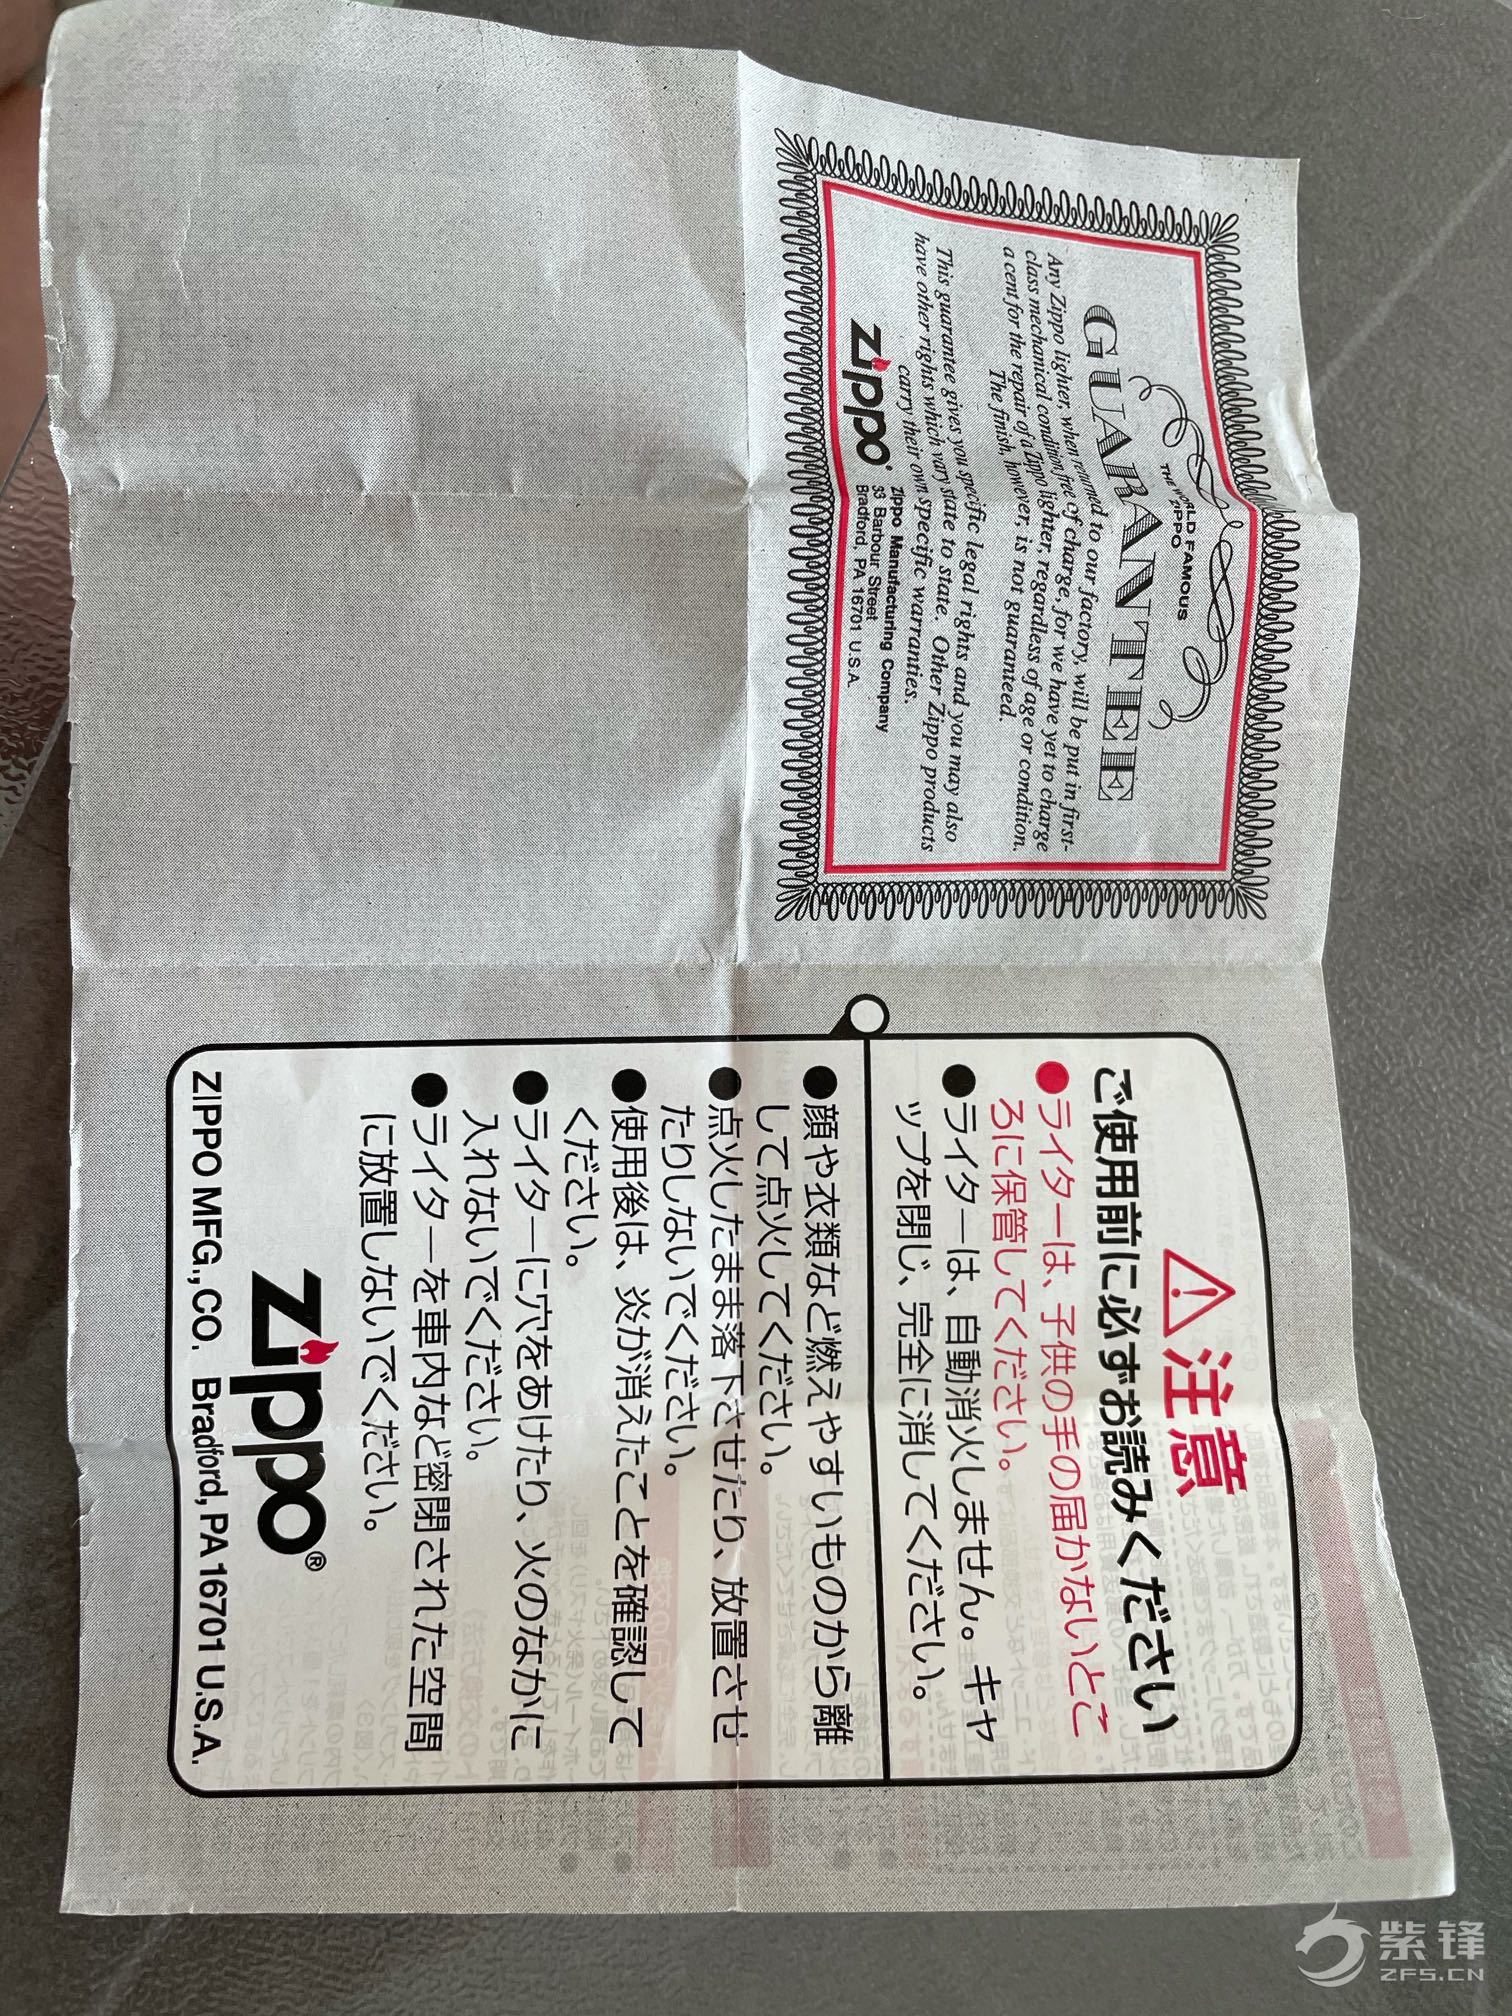 THE WORLD FAMOUS
ZIPPO
GUARANTEE
Any Zippo lighter, when returned to our factory, will be put in first-
class mechanical condition free of charge, for we have yet to charge
a cent for the repair of a Zippo lighter, regardless of age or condition.
The finish, however, is not guaranteed.
This guarantee gives you specific legal rights and you may also
have other rights which vary state to state. Other Zippo products
carry their own specific warranties.
zippo®
Zippo Manufacturing Company
33 Barbour Street
Bradford, PA 16701 U.S.A.
注意
ご使用前に必ずお読みください
●ライターは、子供の手の届かないとこ
ろに保管してください。
●ライターは、自動消火しません。キャ
ップを閉じ、完全に消してください。
●顔や衣類など燃えやすいものから離
して点火してください。
●点火したまま落下させたり、放置させ
たりしないでください。
●使用後は、炎が消えたことを確認して
ください。
●ライターに穴をあけたり、火のなかに
入れないでください。
●ライターを車内など密閉された空間
に放置しないでください。
zippo®
ZIPPO MFG.,CO. Bradford, PA 16701 U.S.A.
紫锋
ZFS.CN